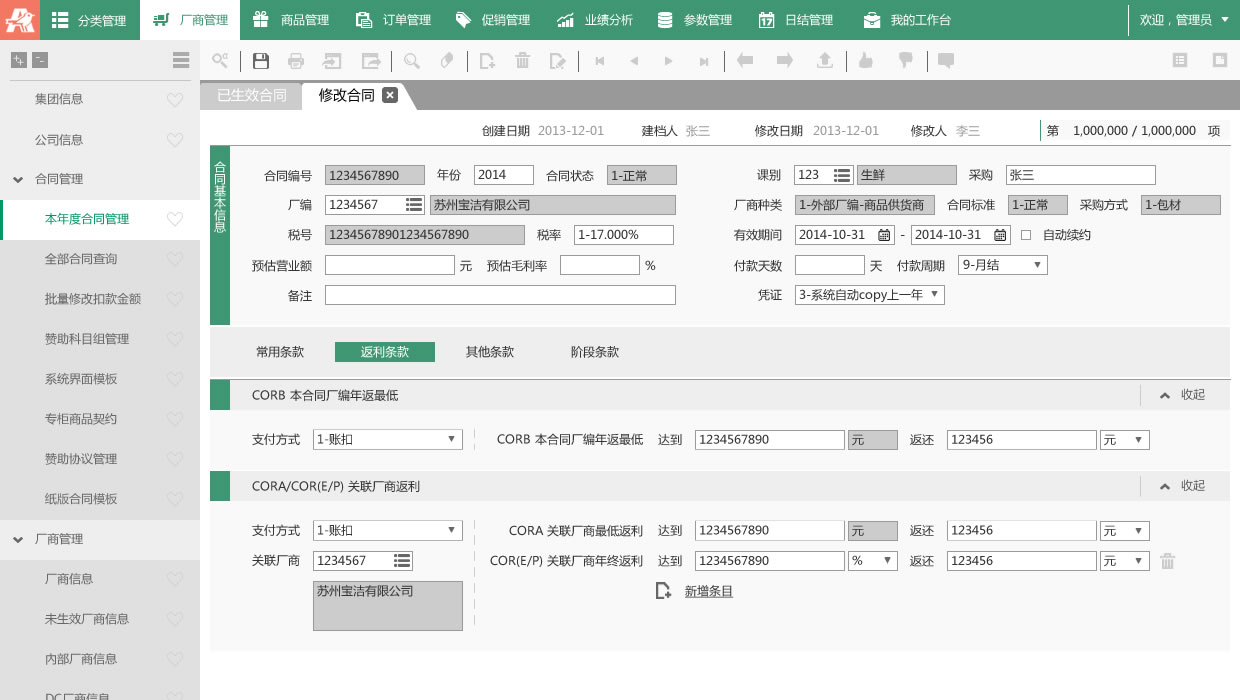 分类管理 厂商管理 商品管理 订单管理 促销管理 业绩分析 参数管理 日结管理 我的工作台 欢迎，管理员
集团信息
公司信息
合同管理
本年度合同管理
全部合同查询
批量修改扣款金额
赞助科目组管理
系统界面模板
专柜商品契约
赞助协议管理
纸版合同模板
厂商管理
厂商信息
未生效厂商信息
内部厂商信息
DC厂商信息
已生效合同 修改合同
创建日期 2013-12-01 建档人 张三 修改日期 2013-12-01 修改人 李三 第 1,000,000 / 1,000,000 项
合同基本信息
合同编号 1234567890 年份 2014 合同状态 1-正常 课别 123 生鲜 采购 张三
厂编 1234567 苏州宝洁有限公司 厂商种类 1-外部厂编-商品供货商 合同标准 1-正常 采购方式 1-包材
税号 12345678901234567890 税率 1-17.000% 有效期间 2014-10-31 - 2014-10-31 自动续约
预估营业额 元 预估毛利率 % 付款天数 天 付款周期 9-月结
备注 凭证 3-系统自动copy上一年
常用条款 返利条款 其他条款 阶段条款
CORB 本合同厂编年返最低 收起
支付方式 1-账扣 CORB 本合同厂编年返最低 达到 1234567890 元 返还 123456 元
CORA/COR(E/P) 关联厂商返利 收起
支付方式 1-账扣 CORA 关联厂商最低返利 达到 1234567890 元 返还 123456 元
关联厂商 1234567 COR(E/P) 关联厂商年终返利 达到 1234567890 % 返还 123456 元
苏州宝洁有限公司 新增条目